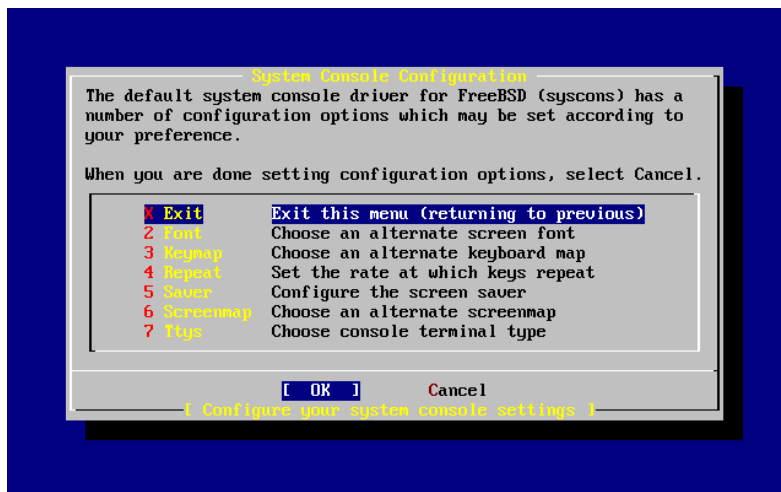 System Console Configuration
The default system console driver for FreeBSD (syscons) has a
number of configuration options which may be set according to
your preference.
When you are done setting configuration options, select Cancel.
X Exit Exit this menu (returning to previous)
2 Font Choose an alternate screen font
3 Keymap Choose an alternate keyboard map
4 Repeat Set the rate at which keys repeat
5 Saver Configure the screen saver
6 Screenmap Choose an alternate screenmap
7 Ttys Choose console terminal type
[ OK ] Cancel
[ Configure your system console settings ]